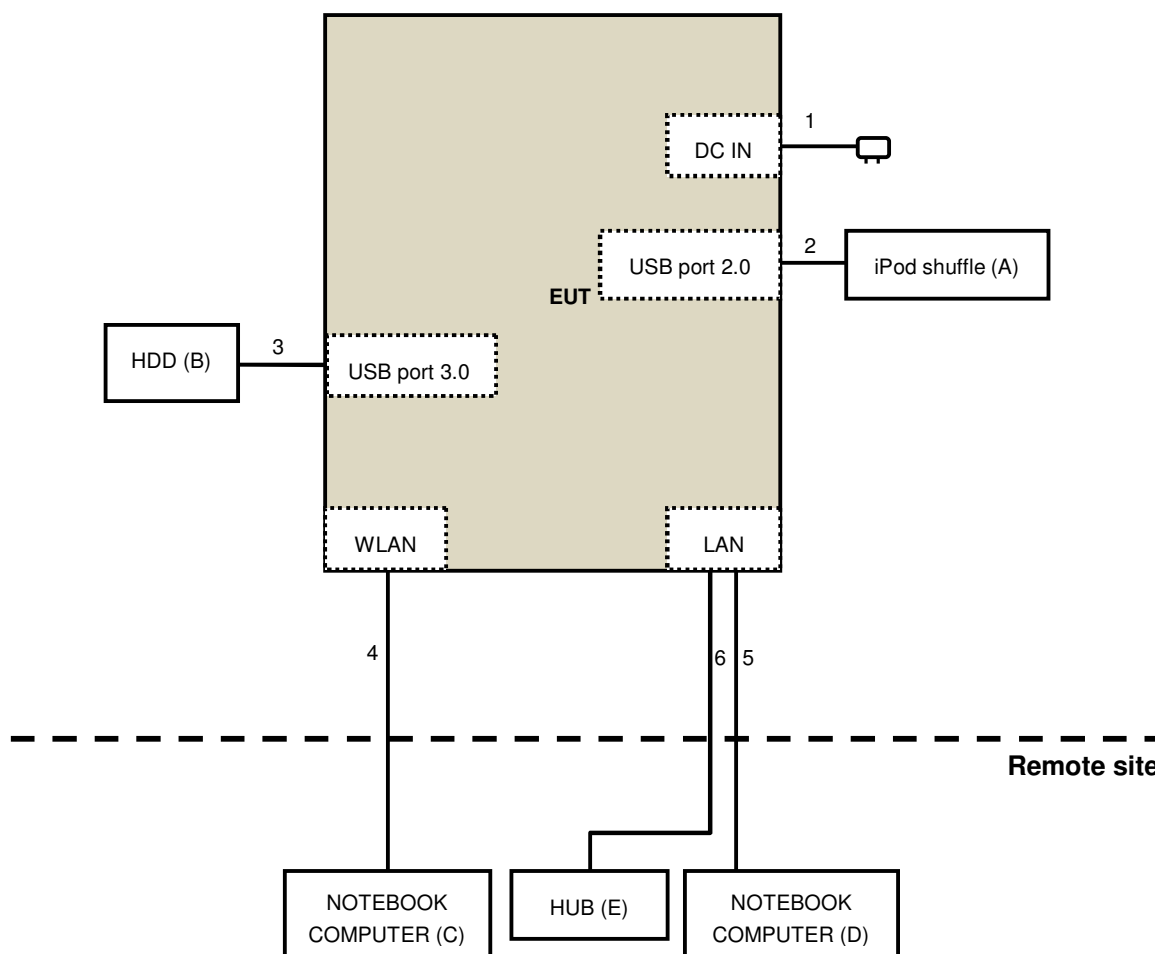 1
DC IN
2
USB port 2.0
iPod shuffle (A)
EUT
3
HDD (B)
USB port 3.0
WLAN
LAN
4
6
5
Remote site
NOTEBOOK
COMPUTER (C)
HUB (E)
NOTEBOOK
COMPUTER (D)